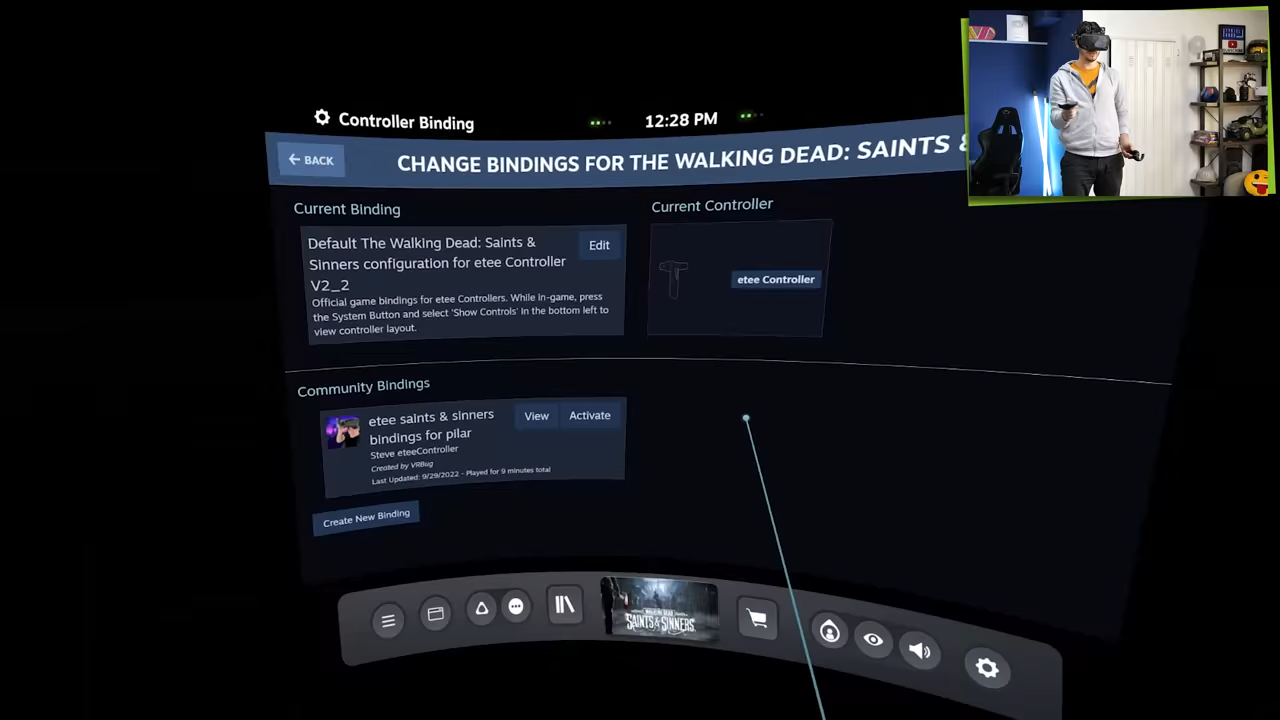 Controller Binding
12:28 PM
← BACK
CHANGE BINDINGS FOR THE WALKING DEAD: SAINTS &
Current Binding
Current Controller
Default The Walking Dead: Saints &
Sinners configuration for etee Controller
V2_2
Edit
Official game bindings for etee Controllers. While in-game, press
the System Button and select 'Show Controls' in the bottom left to
view controller layout.
etee Controller
Community Bindings
etee saints & sinners
bindings for pilar
View
Activate
Steve eteeController
Created by VRBug
Last Updated: 9/29/2022 - Played for 9 minutes total
Create New Binding
WALKING DEAD
SAINTS & SINNERS